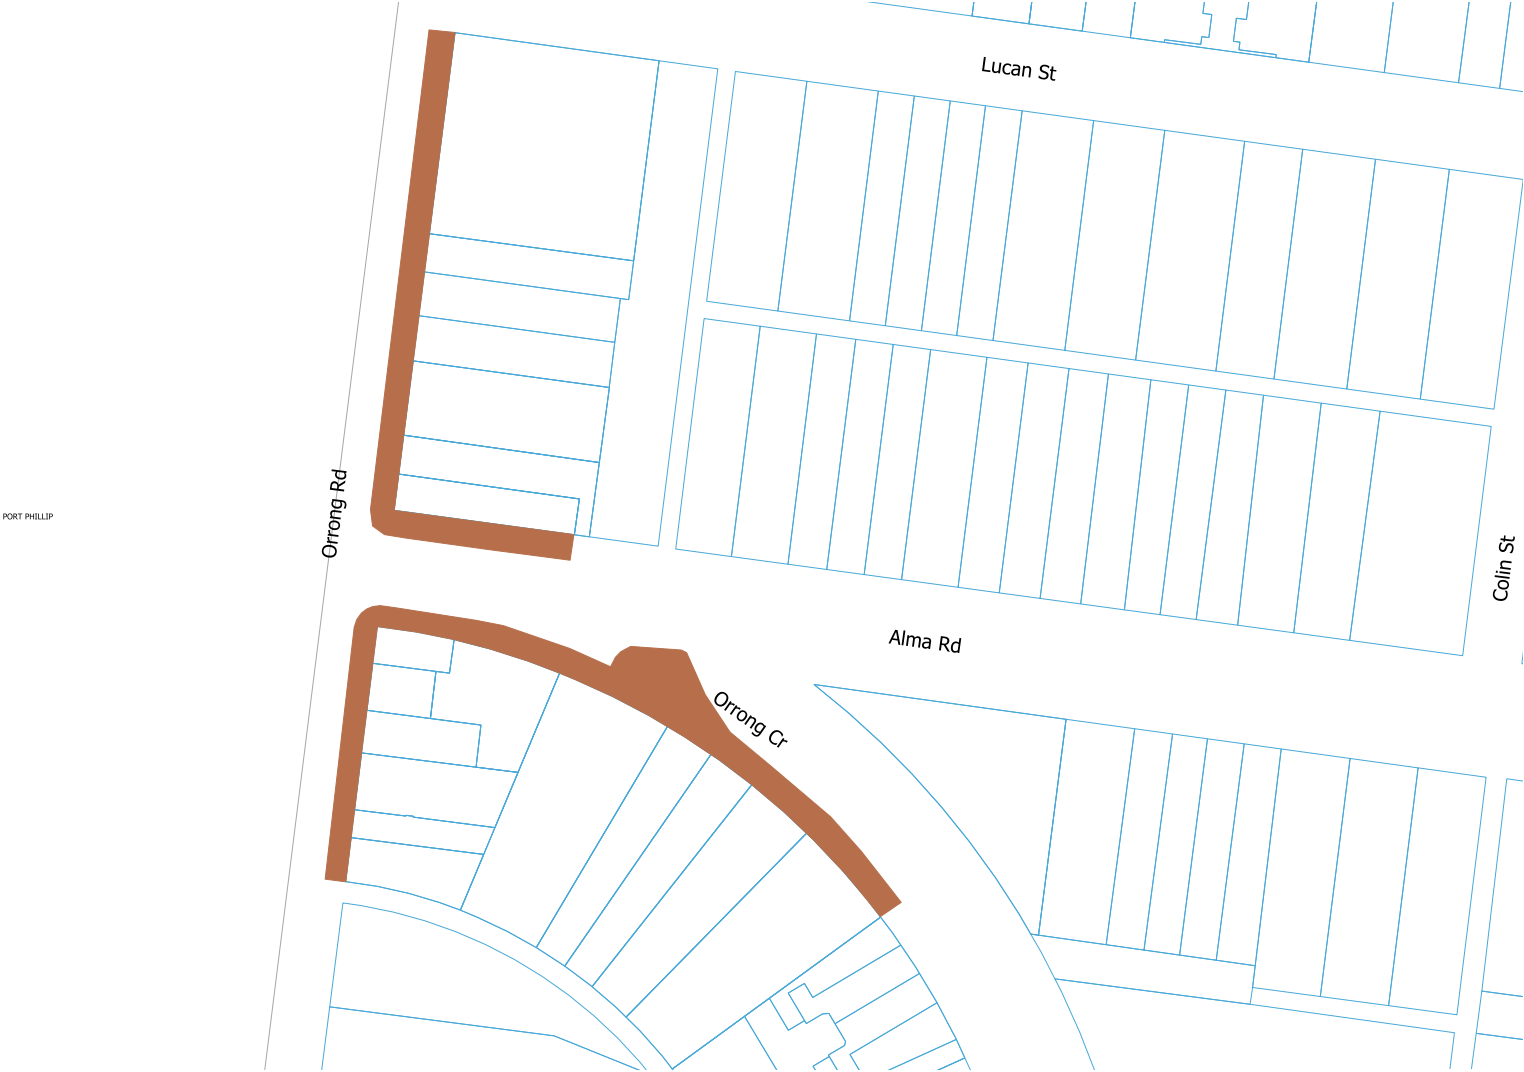 Lucan St
Orrong Rd
PORT PHILLIP
Colin St
Alma Rd
Orrong Cr